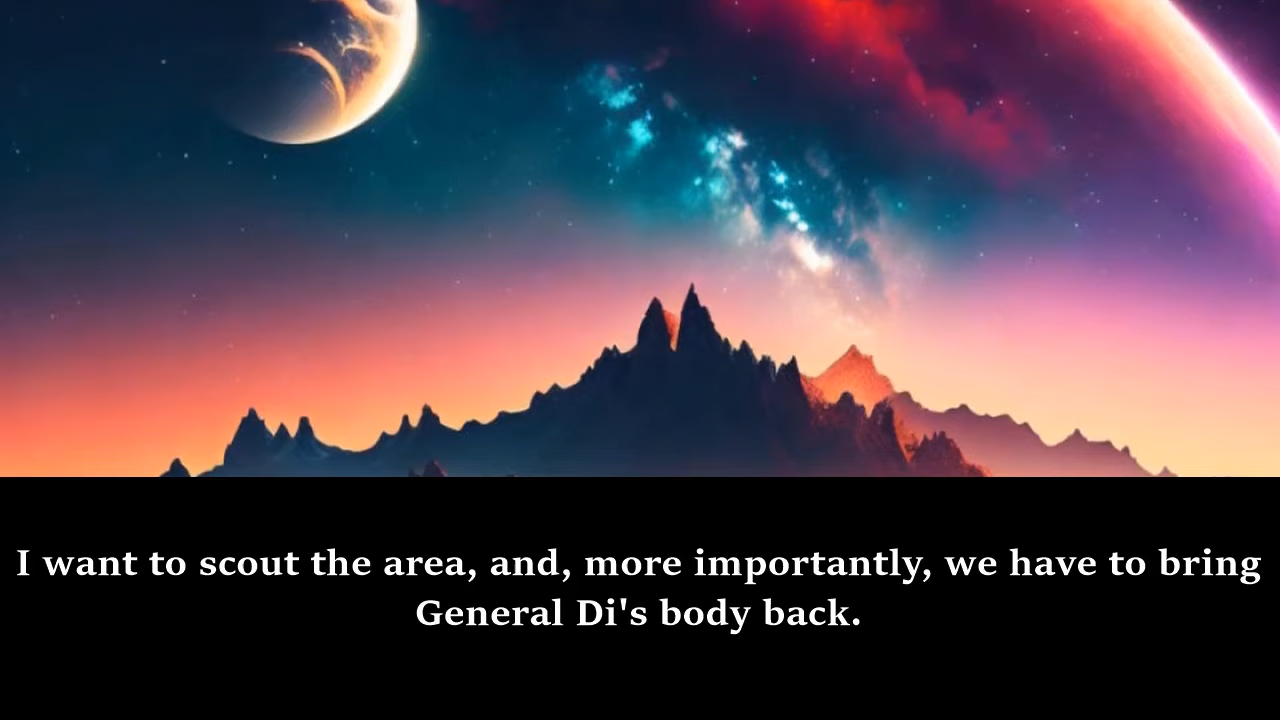 I want to scout the area, and, more importantly, we have to bring
General Di's body back.